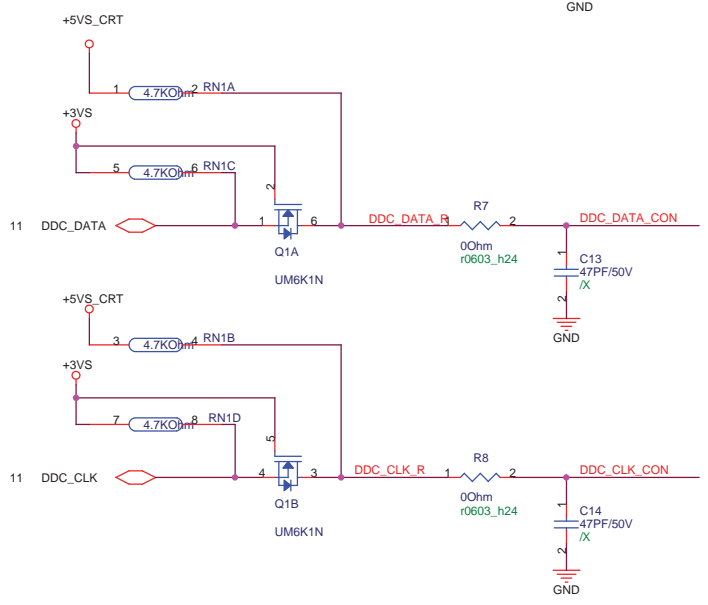 GND
+5VS_CRT
1 4.7KOhm 2 RN1A
+3VS
5 4.7KOhm 6 RN1C
2
11 DDC_DATA 1 6 DDC_DATA_R 1 R7 2 DDC_DATA_CON
Q1A
0Ohm
r0603_h24
UM6K1N
1
C13
47PF/50V
/X
2
GND
+5VS_CRT
3 4.7KOhm 4 RN1B
+3VS
7 4.7KOhm 8 RN1D
5
11 DDC_CLK 4 3 DDC_CLK_R 1 R8 2 DDC_CLK_CON
Q1B
0Ohm
r0603_h24
UM6K1N
1
C14
47PF/50V
/X
2
GND